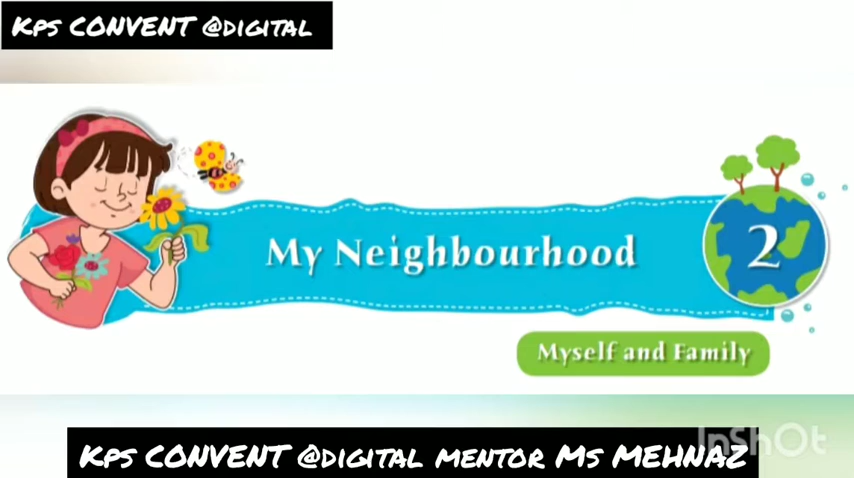 Kps CONVENT @DIGITAL
My Neighbourhood
2
Myself and Family
InShOt
Kps CONVENT @DIGITAL MENTOR Ms MEHNAZ